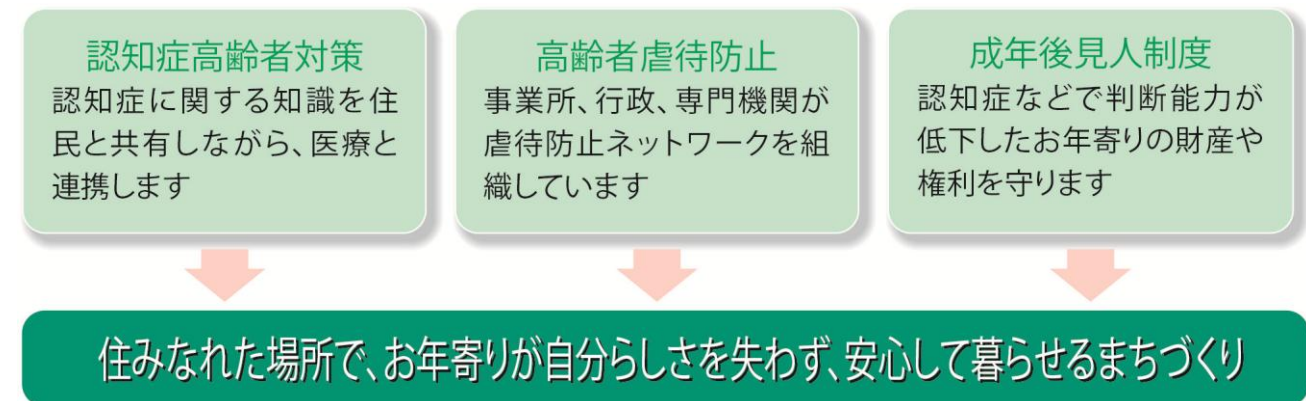 認知症高齢者対策
認知症に関する知識を住
民と共有しながら、医療と
連携します
高齢者虐待防止
事業所、行政、専門機関が
虐待防止ネットワークを組
織しています
成年後見人制度
認知症などで判断能力が
低下したお年寄りの財産や
権利を守ります
住みなれた場所で、お年寄りが自分らしさを失わず、安心して暮らせるまちづくり